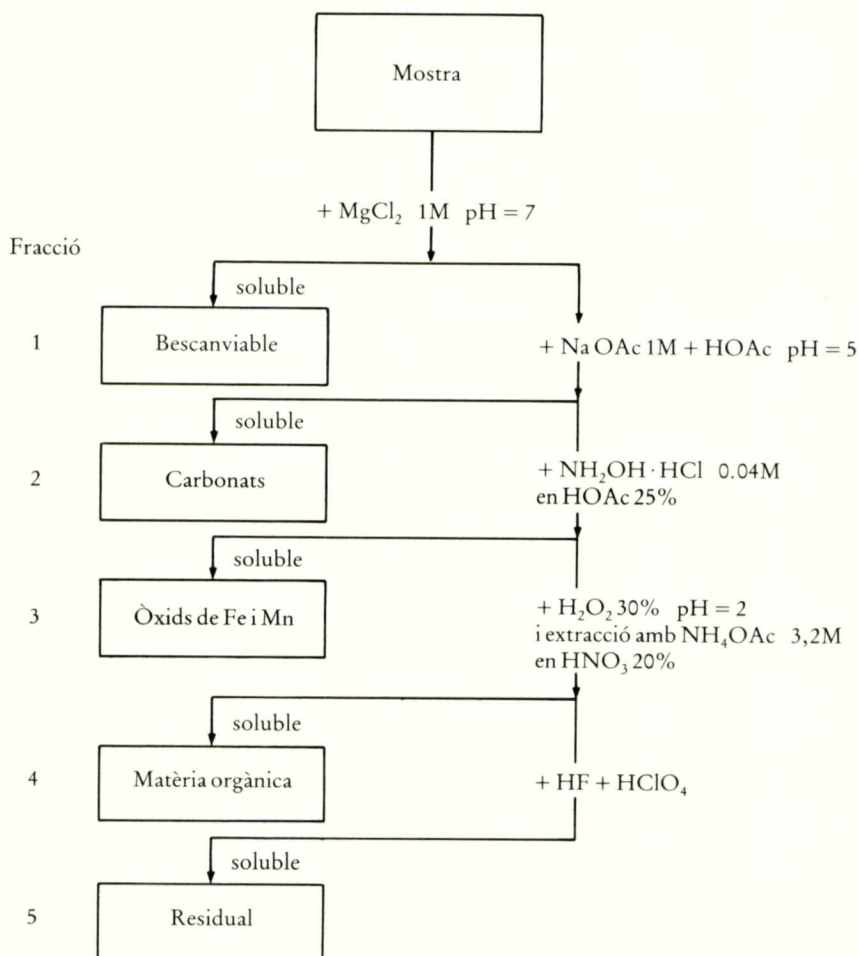 Mostra
+ MgCl₂ 1M pH = 7
Fracció
soluble
1 Bescanviable + Na OAc 1M + HOAc pH = 5
soluble
2 Carbonats + NH₂OH · HCl 0.04M
en HOAc 25%
soluble
3 Òxids de Fe i Mn + H₂O₂ 30% pH = 2
i extracció amb NH₄OAc 3,2M
en HNO₃ 20%
soluble
4 Matèria orgànica + HF + HClO₄
soluble
5 Residual